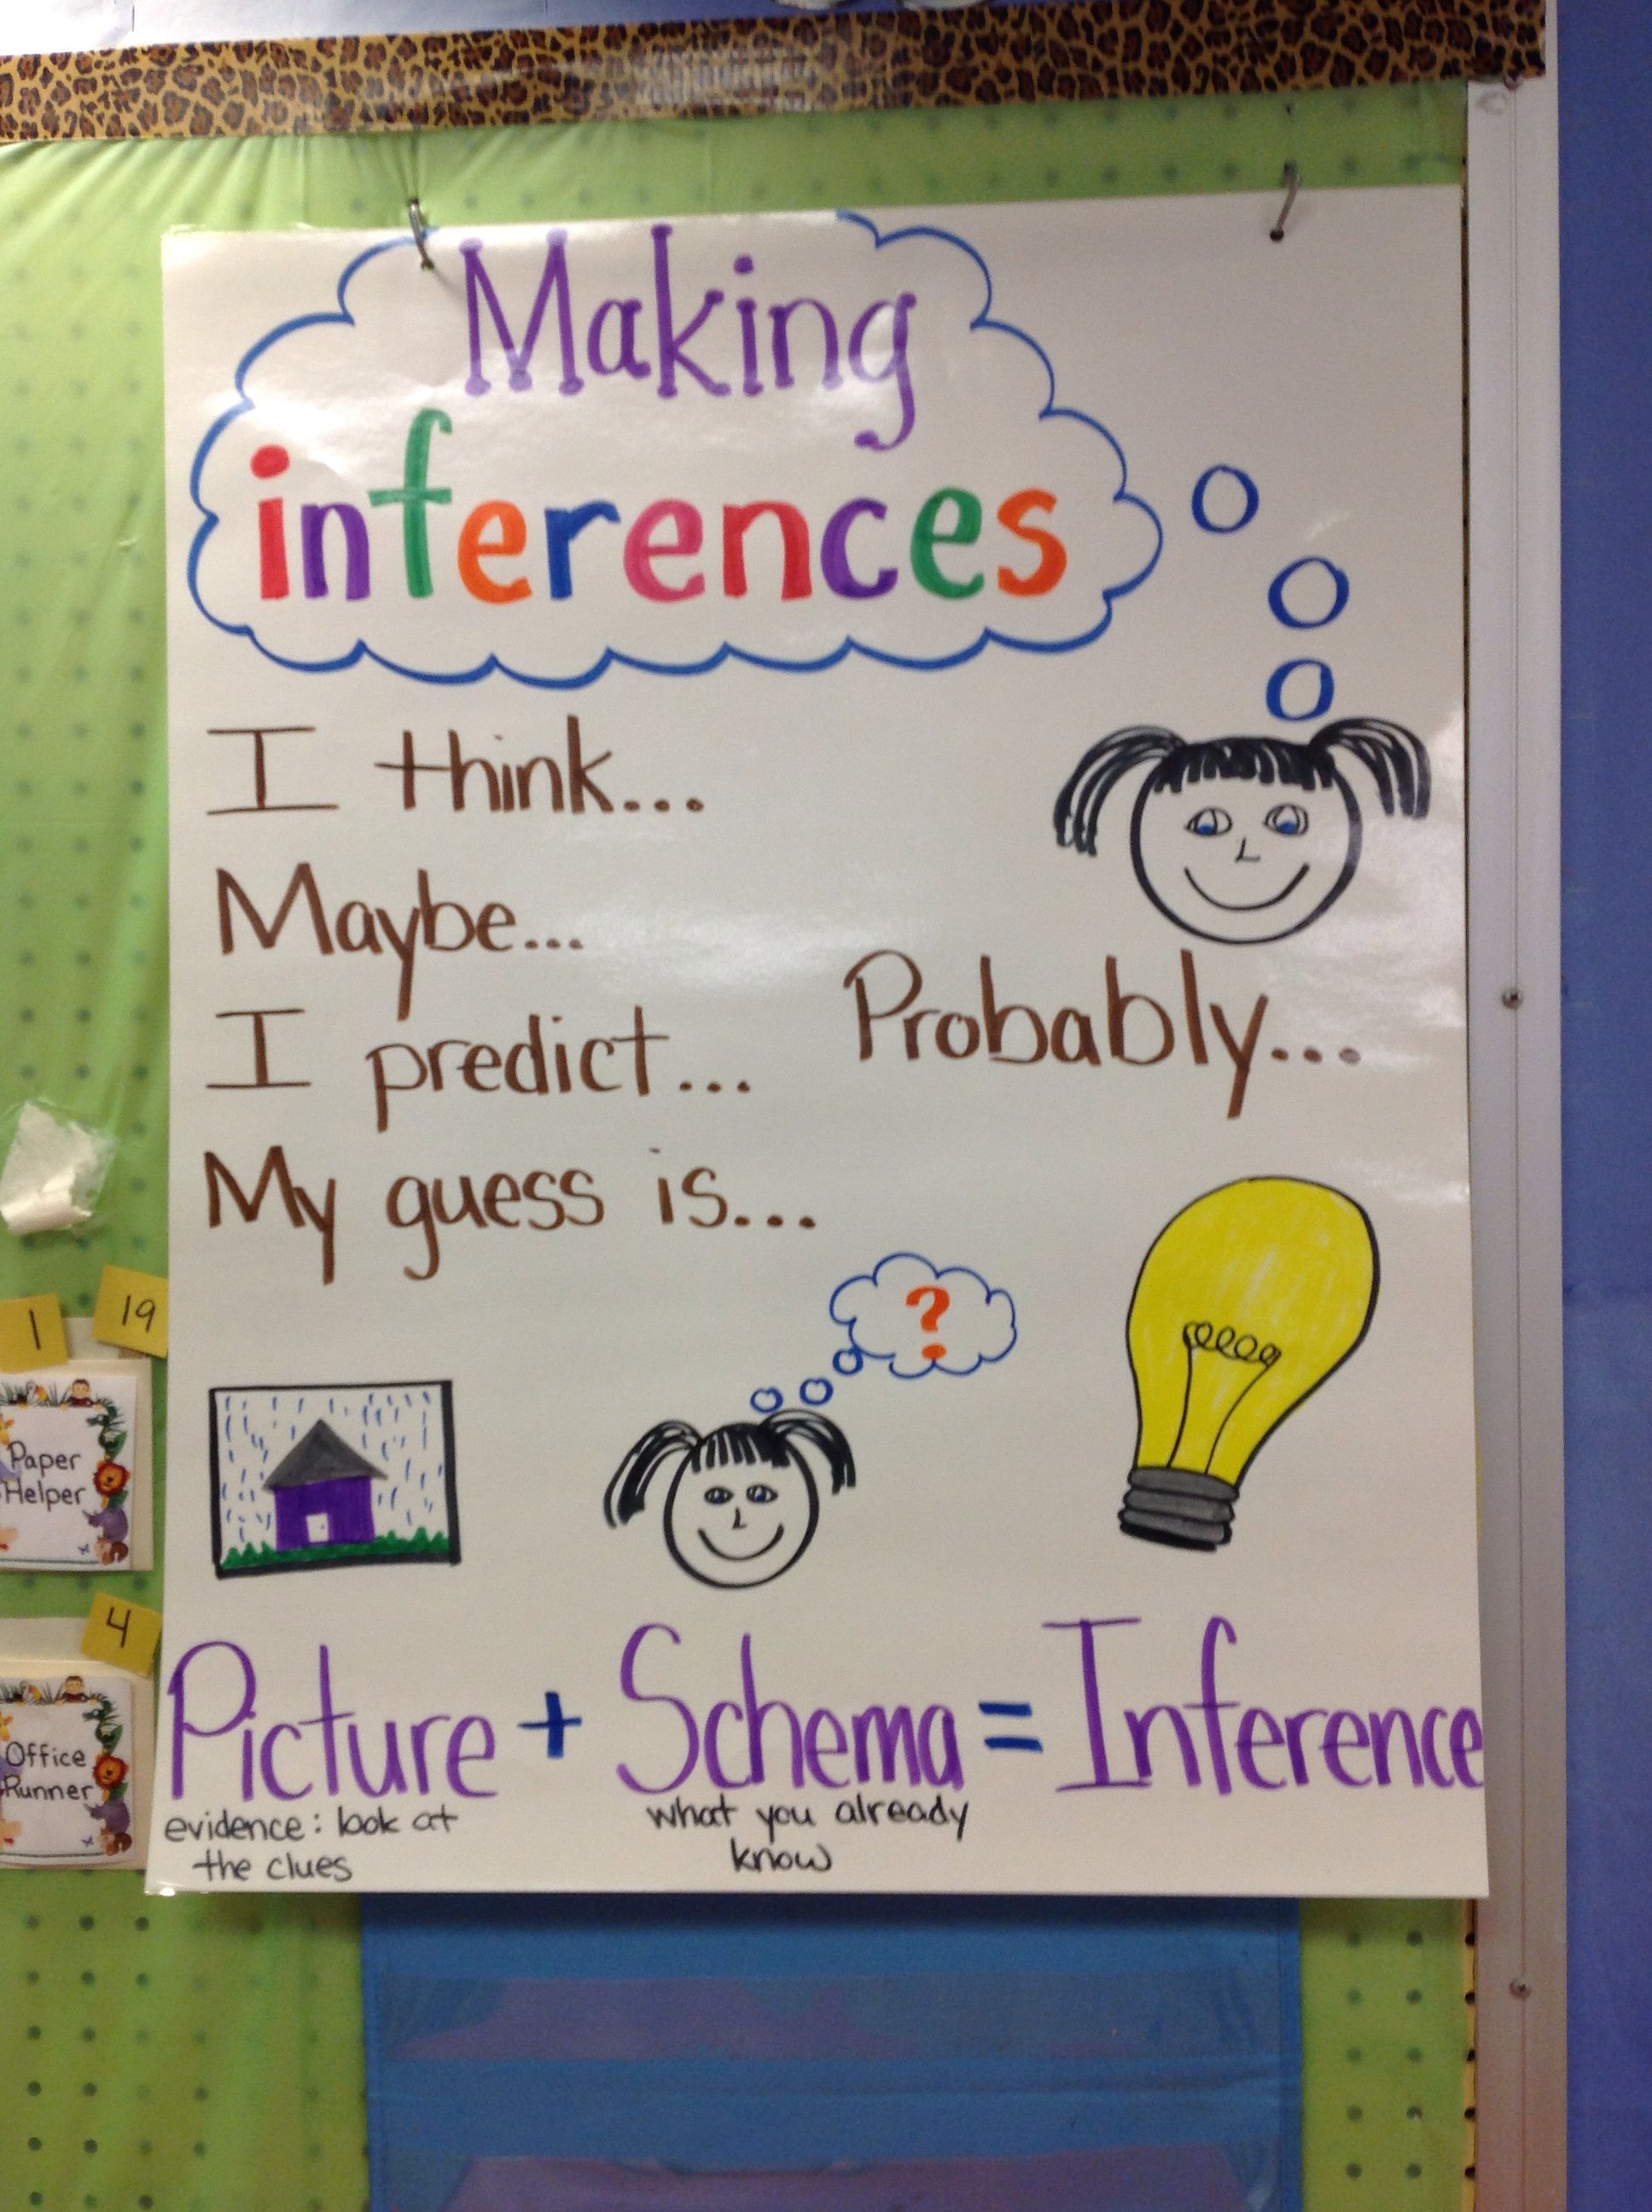 Making
inferences
I think...
Maybe...
Probably...
I predict...
My guess is...
?
Picture + Schema = Inference
evidence: look at
the clues
what you already
know
1
19
Paper
Helper
4
Office
Runner